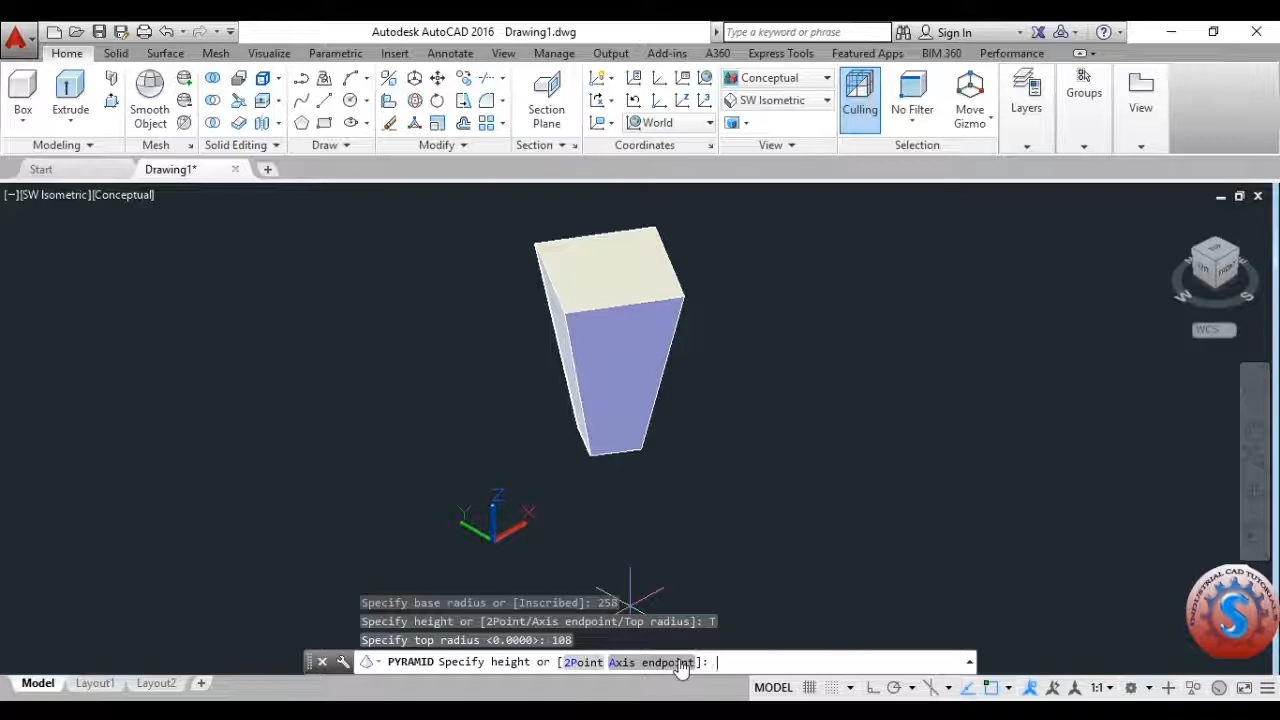 Autodesk AutoCAD 2016 Drawing1.dwg
Type a keyword or phrase
Sign In
Home Solid Surface Mesh Visualize Parametric Insert Annotate View Manage Output Add-ins A360 Express Tools Featured Apps BIM 360 Performance
Box
Extrude
Smooth Object
Section Plane
World
Conceptual
SW Isometric
Culling
No Filter
Move Gizmo
Layers
Groups
View
Modeling
Mesh
Solid Editing
Draw
Modify
Section
Coordinates
View
Selection
Start
Drawing1*
[−][SW Isometric][Conceptual]
TOP
FRONT
W
S
WCS
Z
Y
X
Specify base radius or [Inscribed]: 258
Specify height or [2Point/Axis endpoint/Top radius]: T
Specify top radius <0.0000>: 108
PYRAMID Specify height or [2Point Axis endpoint]:
INDUSTRIAL CAD TUTORI
S
Model Layout1 Layout2
MODEL
1:1